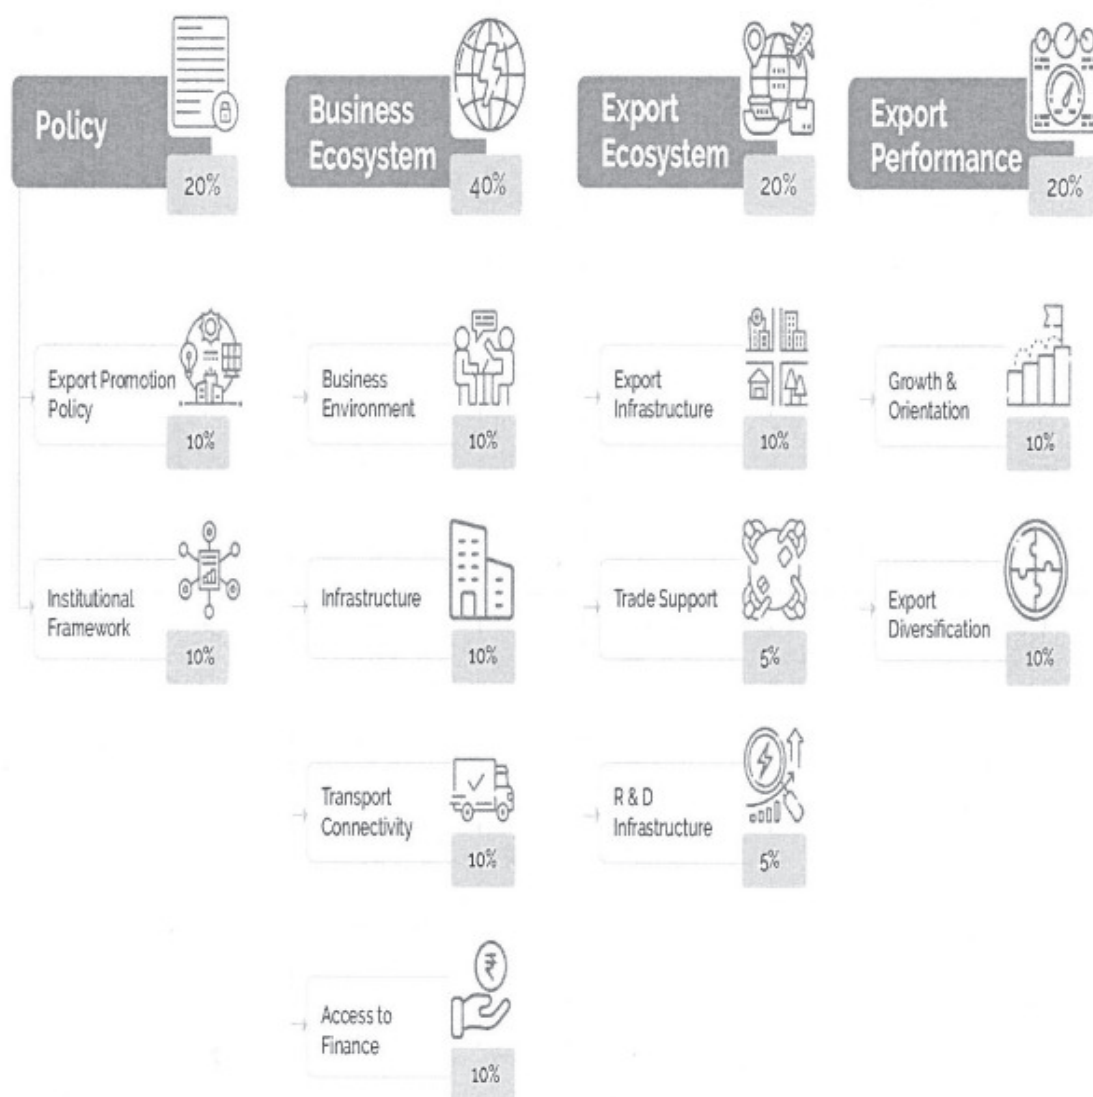 Policy
20%
Export Promotion
Policy
10%
Institutional
Framework
10%
Business
Ecosystem
40%
Business
Environment
10%
Infrastructure
10%
Transport
Connectivity
10%
Access to
Finance
₹
10%
Export
Ecosystem
20%
Export
Infrastructure
10%
Trade Support
5%
R & D
Infrastructure
5%
Export
Performance
20%
Growth &
Orientation
10%
Export
Diversification
10%